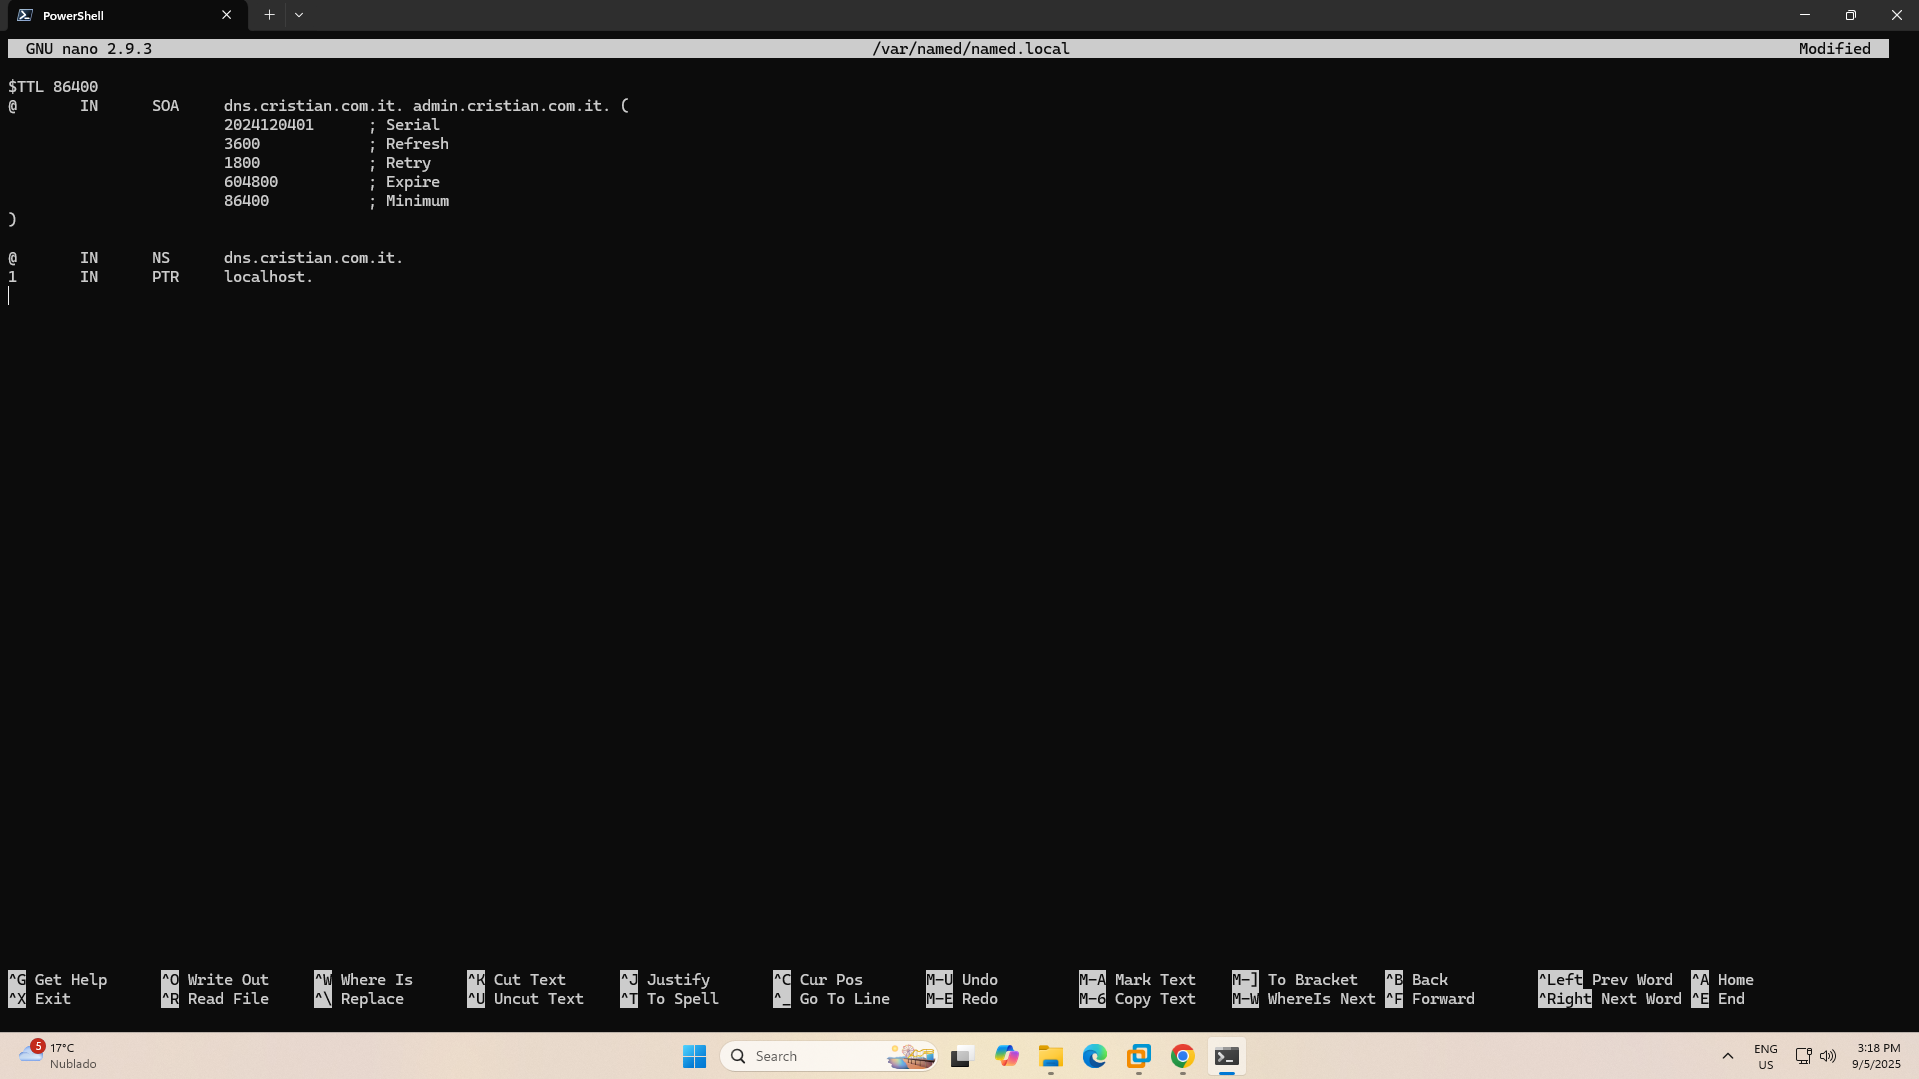 PowerShell
GNU nano 2.9.3 /var/named/named.local Modified
$TTL 86400
@ IN SOA dns.cristian.com.it. admin.cristian.com.it. (
2024120401 ; Serial
3600 ; Refresh
1800 ; Retry
604800 ; Expire
86400 ; Minimum
)
@ IN NS dns.cristian.com.it.
1 IN PTR localhost.
^G Get Help ^O Write Out ^W Where Is ^K Cut Text ^J Justify ^C Cur Pos M-U Undo M-A Mark Text M-] To Bracket ^B Back ^Left Prev Word ^A Home
^X Exit ^R Read File ^\ Replace ^U Uncut Text ^T To Spell ^_ Go To Line M-E Redo M-6 Copy Text M-W WhereIs Next ^F Forward ^Right Next Word ^E End
5
17°C
Nublado
Search
ENG
US
3:18 PM
9/5/2025